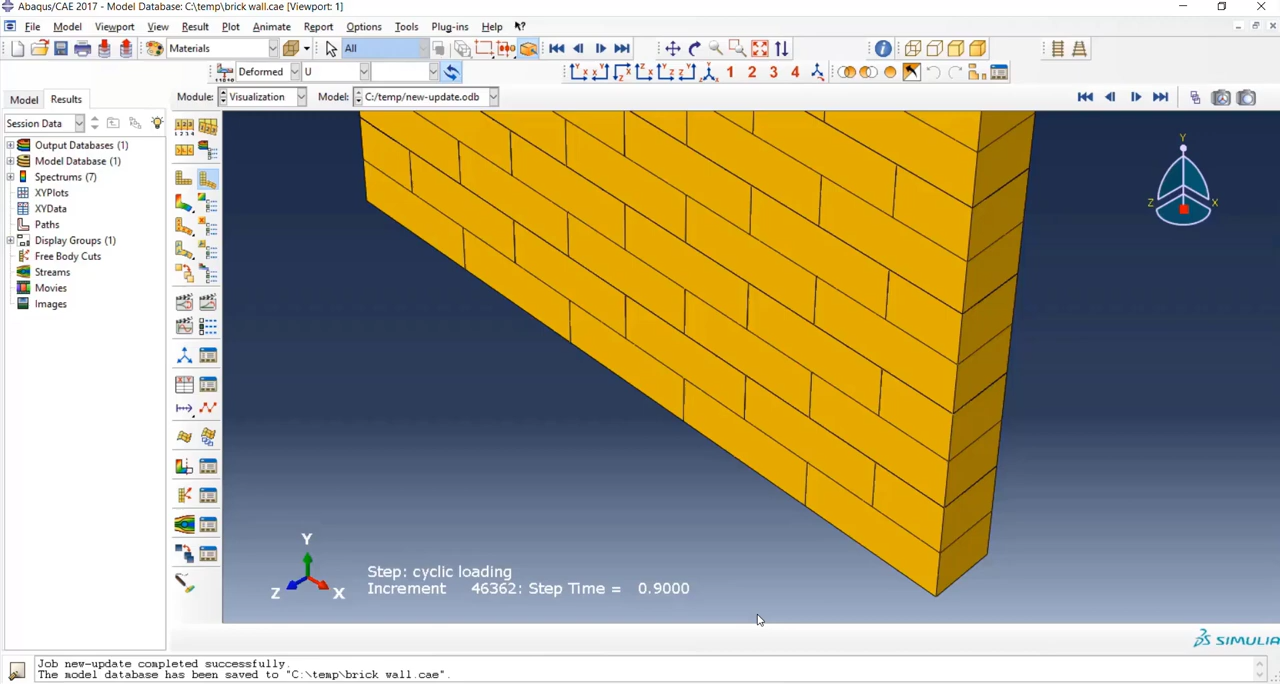 Abaqus/CAE 2017 - Model Database: C:\temp\brick wall.cae [Viewport: 1]
File Model Viewport View Result Plot Animate Report Options Tools Plug-ins Help
Materials All
Deformed U
1 2 3 4
Model Results Module: Visualization Model: C:/temp/new-update.odb
Session Data
Output Databases (1)
Model Database (1)
Spectrums (7)
XYPlots
XYData
Paths
Display Groups (1)
Free Body Cuts
Streams
Movies
Images
Y
Z X
Y
Z X
Step: cyclic loading
Increment 46362: Step Time = 0.9000
SIMULIA
Job new-update completed successfully.
The model database has been saved to "C:\temp\brick wall.cae".